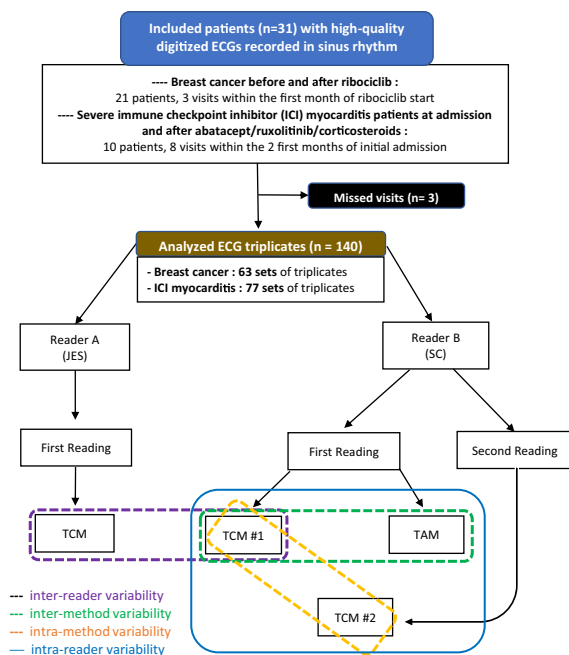 Included patients (n=31) with high-quality
digitized ECGs recorded in sinus rhythm
---- Breast cancer before and after ribociclib :
21 patients, 3 visits within the first month of ribociclib start
---- Severe immune checkpoint inhibitor (ICI) myocarditis patients at admission
and after abatacept/ruxolitinib/corticosteroids :
10 patients, 8 visits within the 2 first months of initial admission
Missed visits (n= 3)
Analyzed ECG triplicates (n = 140)
- Breast cancer : 63 sets of triplicates
- ICI myocarditis : 77 sets of triplicates
Reader A
(JES)
Reader B
(SC)
First Reading
First Reading
Second Reading
TCM
TCM #1
TAM
TCM #2
--- inter-reader variability
--- inter-method variability
--- intra-method variability
— intra-reader variability